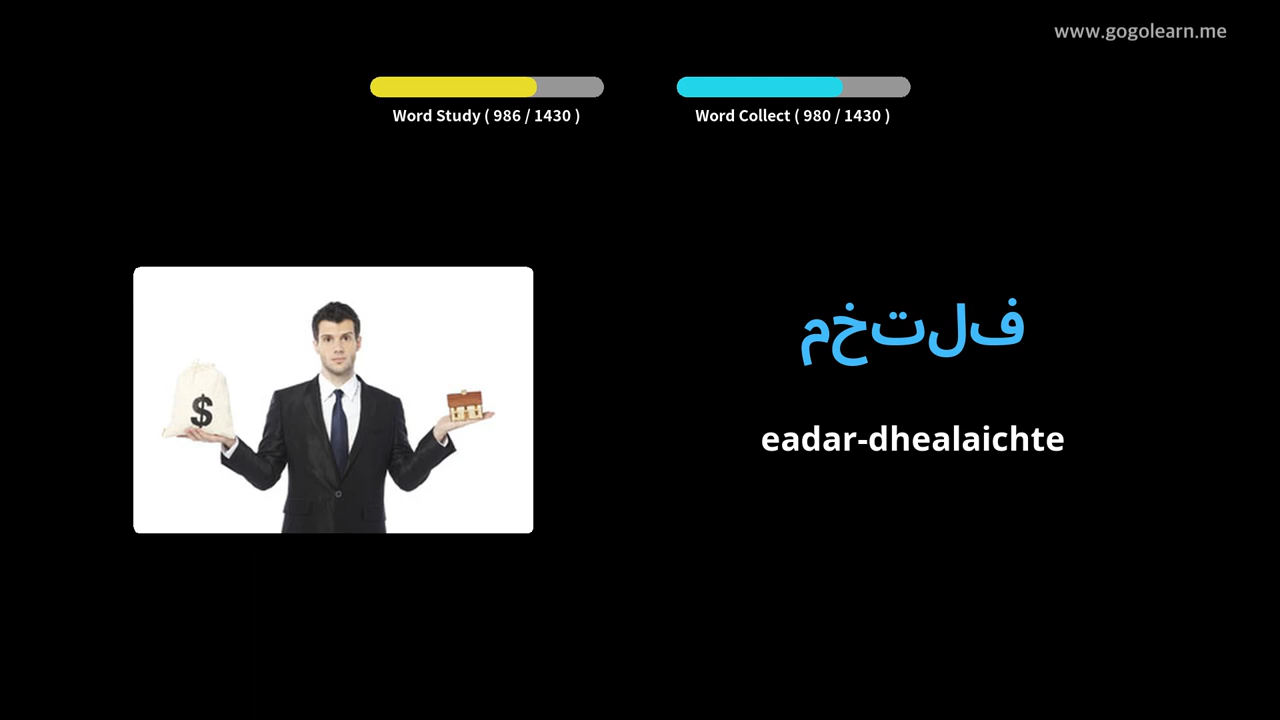 www.gogolearn.me
Word Study ( 986 / 1430 )
Word Collect ( 980 / 1430 )
مختلف
eadar-dhealaichte